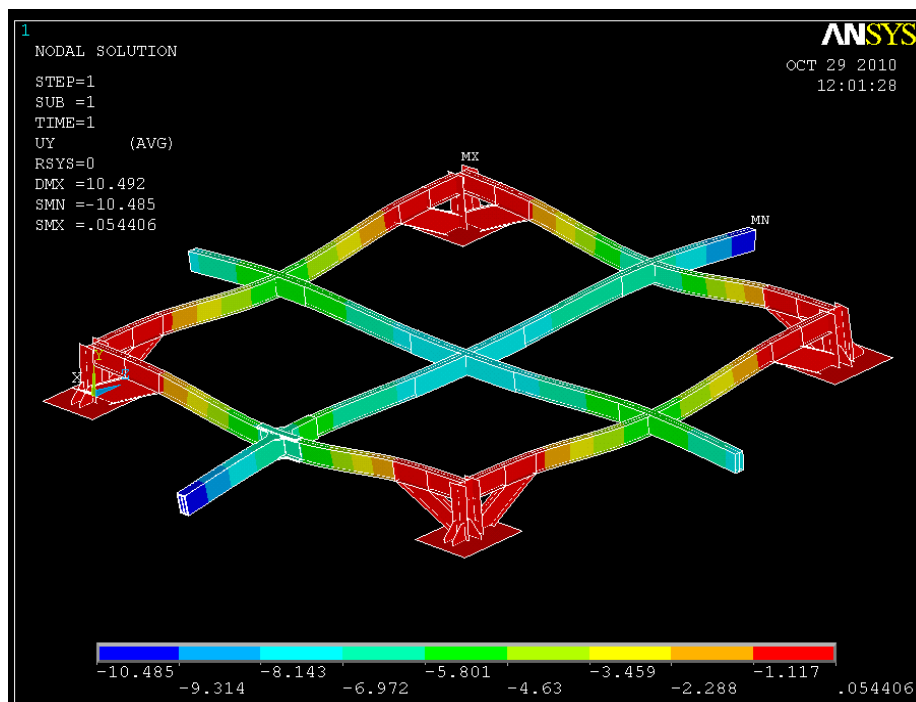 1
ANSYS
NODAL SOLUTION
OCT 29 2010
12:01:28
STEP=1
SUB =1
TIME=1
UY (AVG)
RSYS=0
DMX =10.492
SMN =-10.485
SMX =.054406
MX
MN
Y
X
Z
-10.485 -8.143 -5.801 -3.459 -1.117
-9.314 -6.972 -4.63 -2.288 .054406